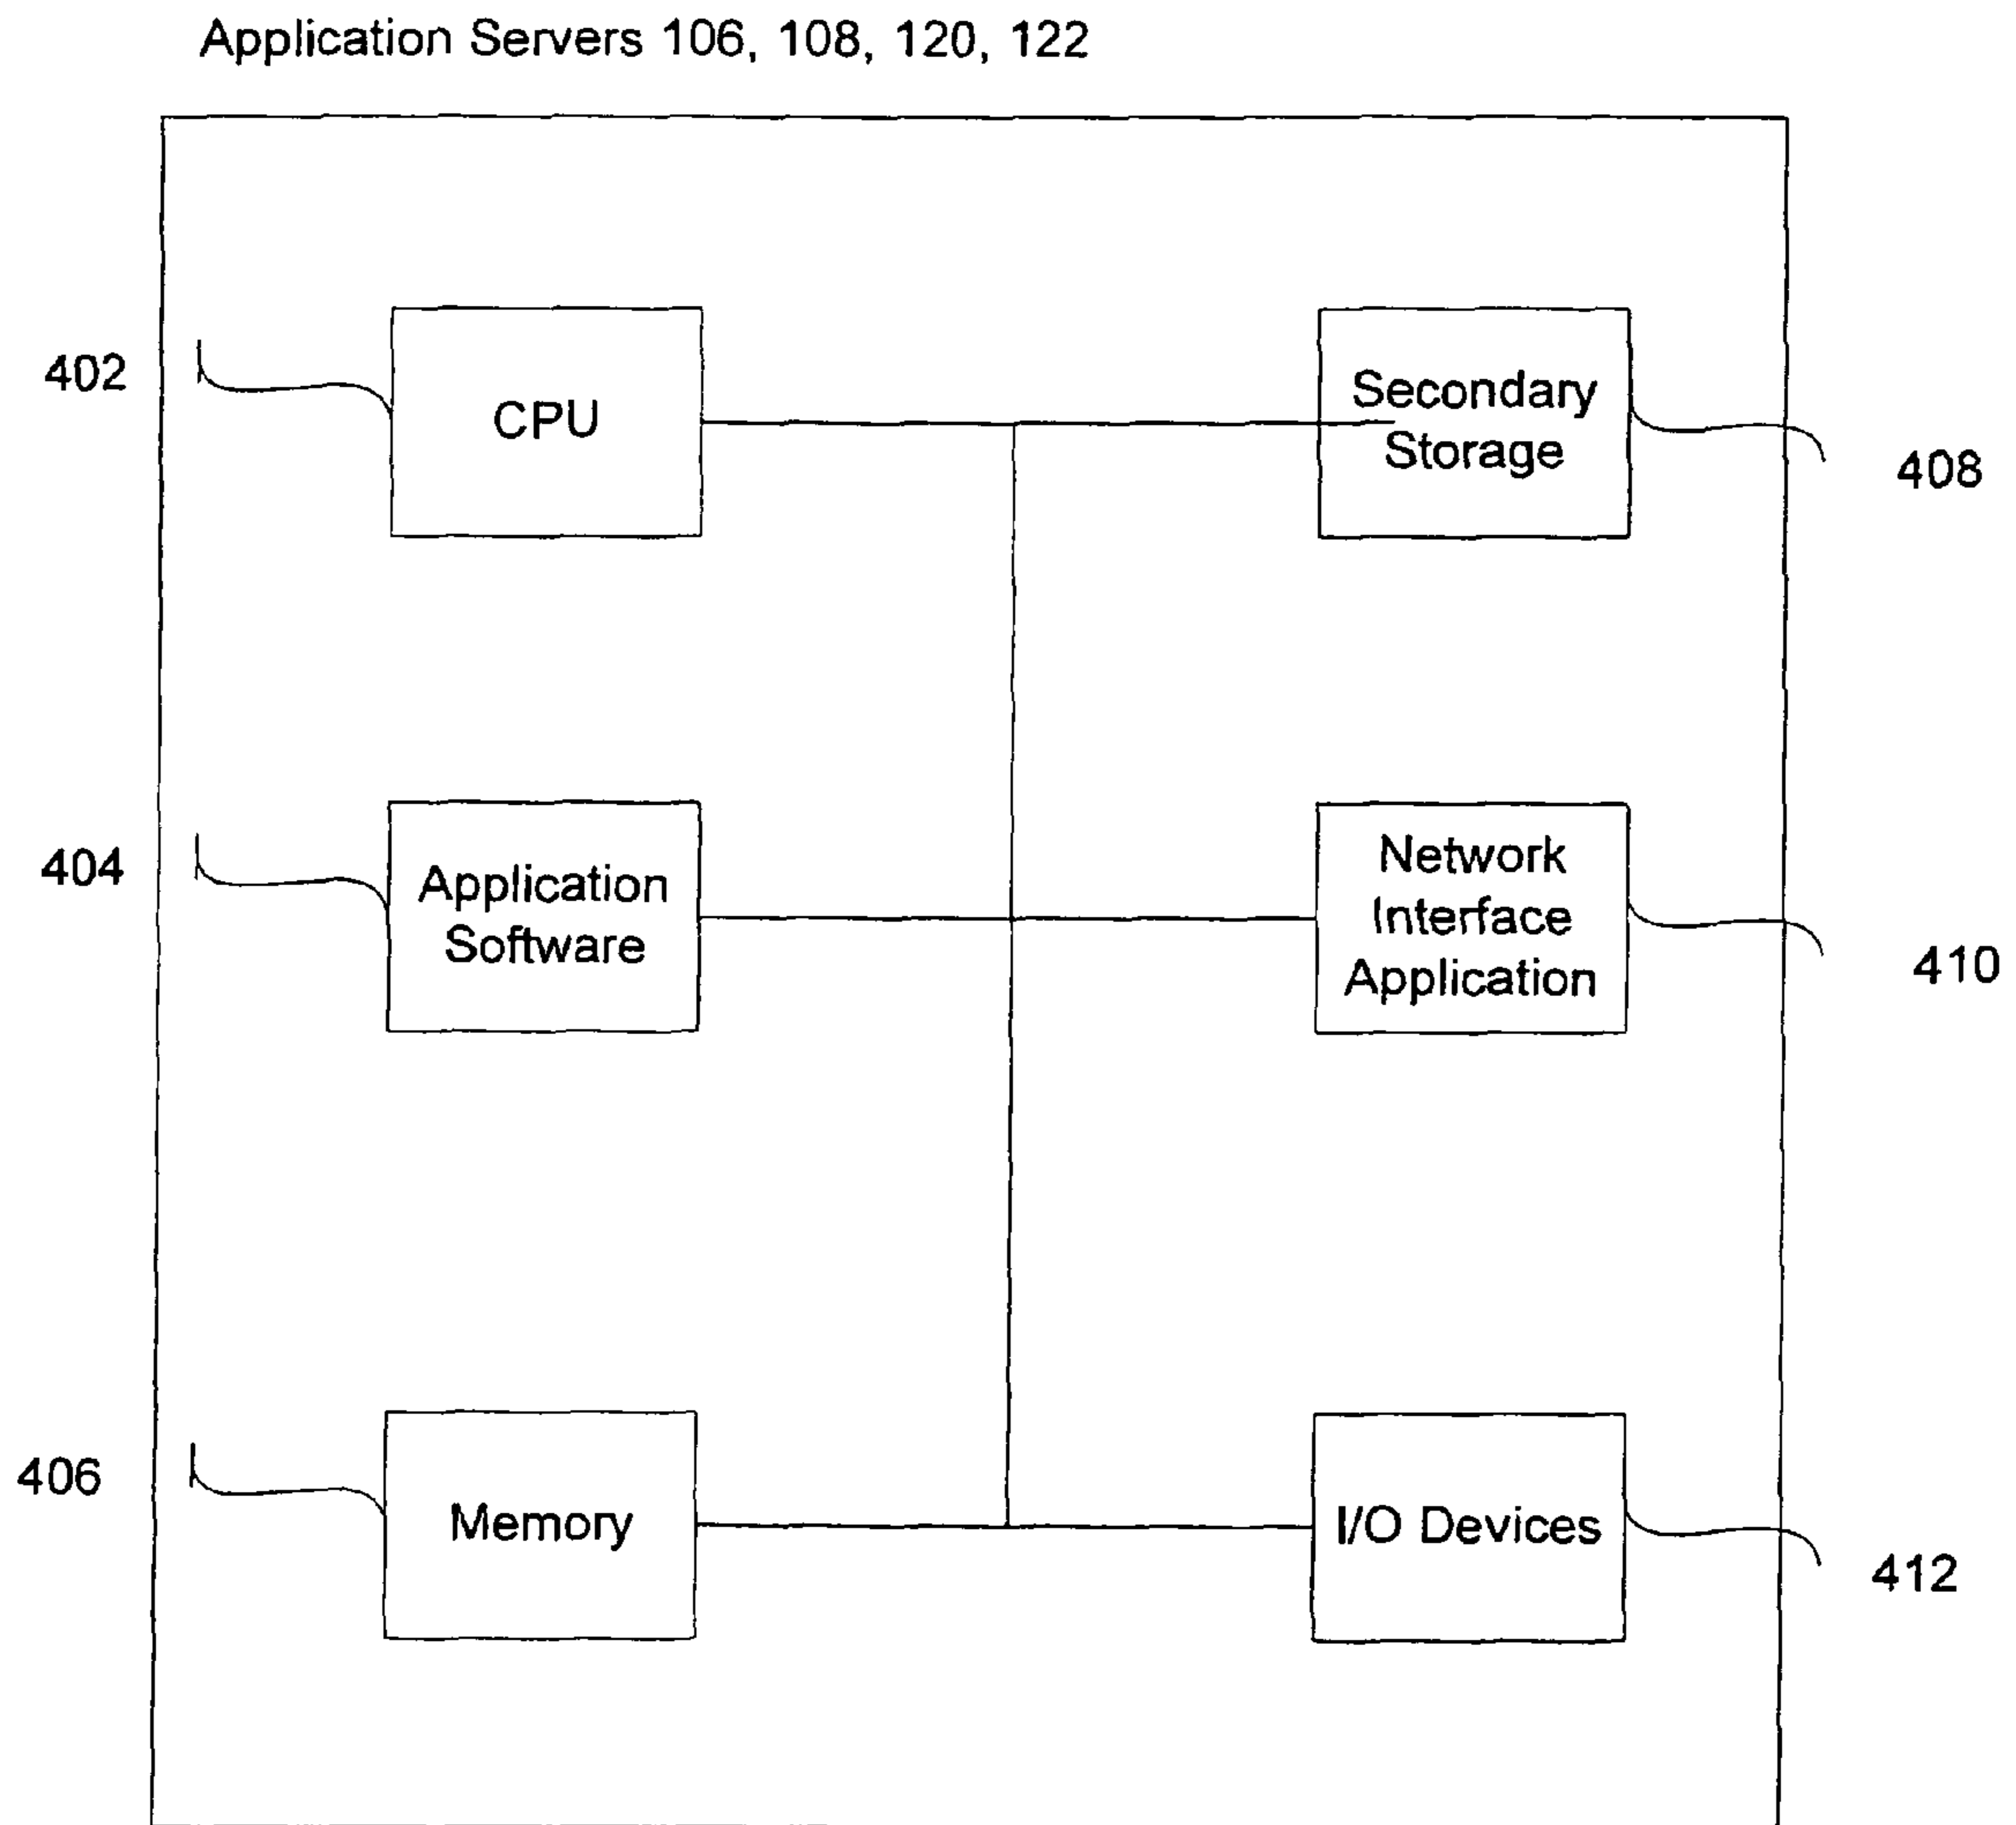 Application Servers 106, 108, 120, 122
402
CPU
Secondary
Storage
408
404
Application
Software
Network
Interface
Application
410
406
Memory
I/O Devices
412